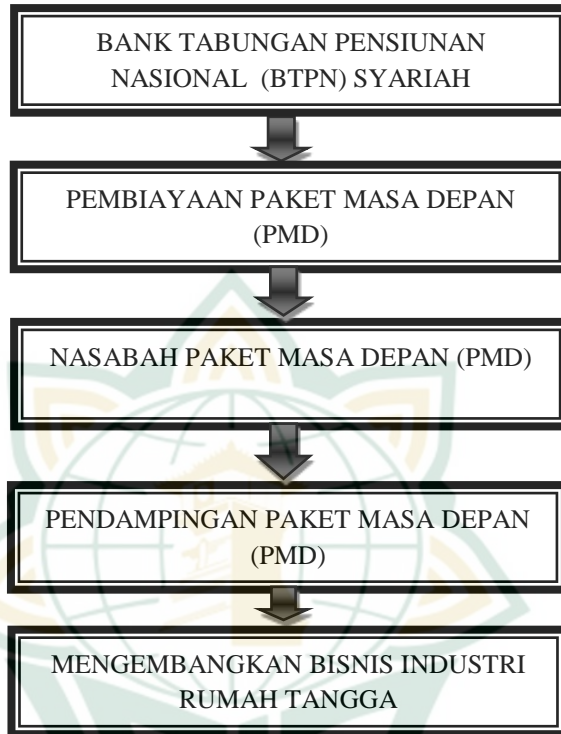 BANK TABUNGAN PENSIUNAN
NASIONAL (BTPN) SYARIAH
PEMBIAYAAN PAKET MASA DEPAN
(PMD)
NASABAH PAKET MASA DEPAN (PMD)
PENDAMPINGAN PAKET MASA DEPAN
(PMD)
MENGEMBANGKAN BISNIS INDUSTRI
RUMAH TANGGA